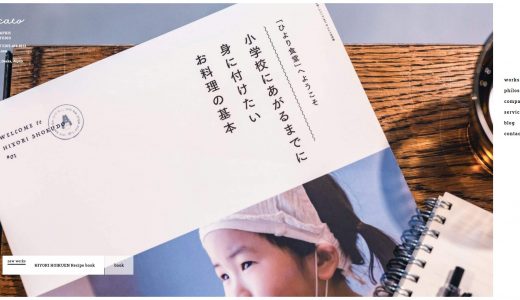 「ひより食堂」へようこそ
小学校にあがるまでに
身に付けたい
お料理の基本
WELCOME to
HIYORI SHOKUDO
#01
A
new works
HIYORI HOIKUEN Recipe book
book
works
philos
compa
servic
blog
contac